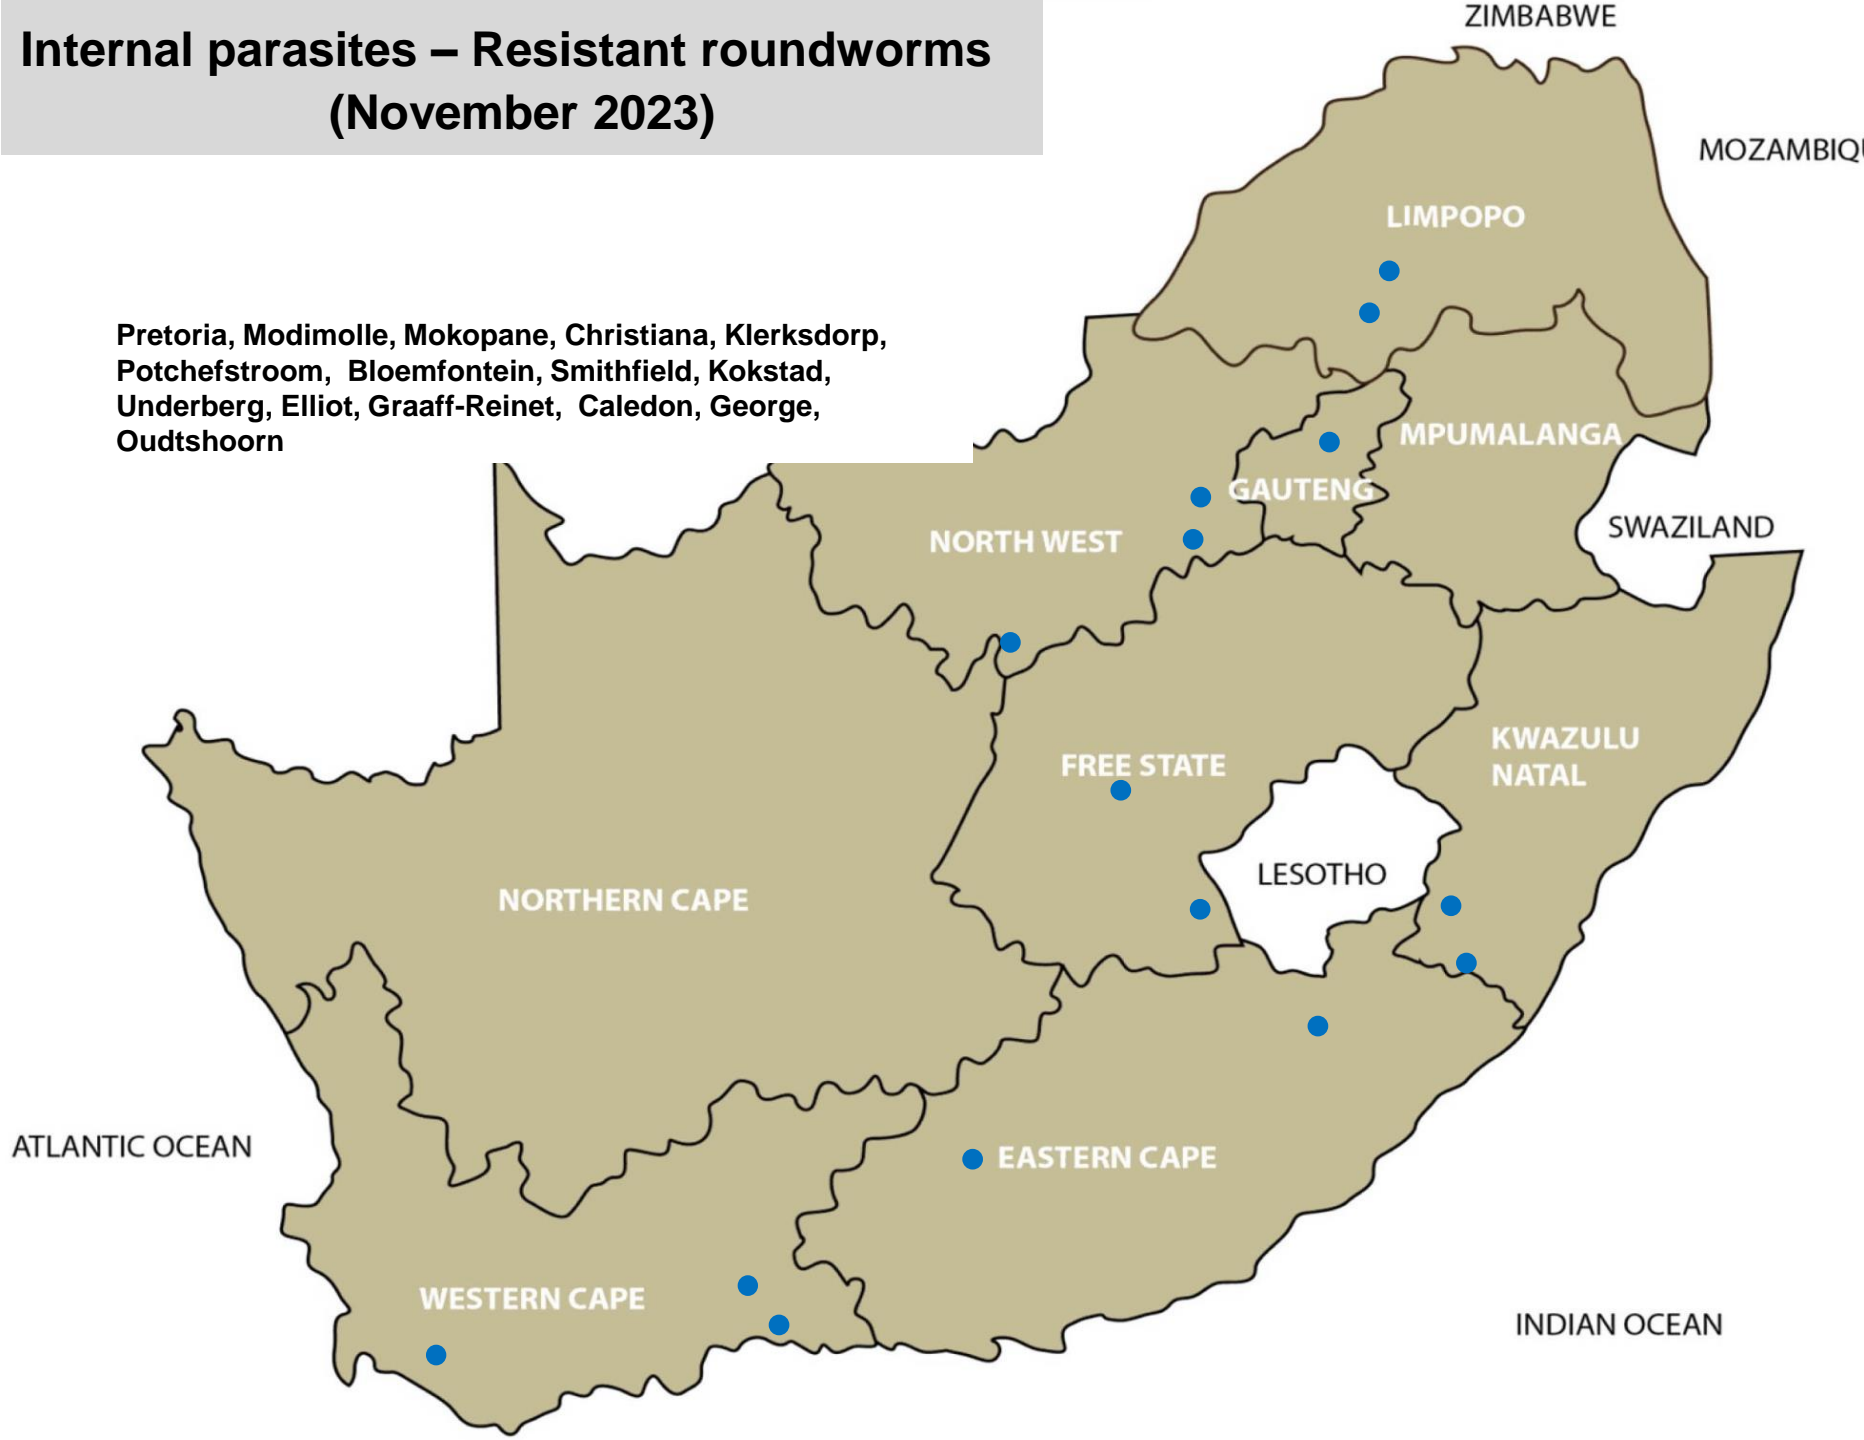 Internal parasites – Resistant roundworms
(November 2023)
ZIMBABWE
MOZAMBIQU
LIMPOPO
Pretoria, Modimolle, Mokopane, Christiana, Klerksdorp,
Potchefstroom,  Bloemfontein, Smithfield, Kokstad,
Underberg, Elliot, Graaff-Reinet,  Caledon, George,
Oudtshoorn
MPUMALANGA
GAUTENG
SWAZILAND
NORTH WEST
KWAZULU
NATAL
FREE STATE
LESOTHO
NORTHERN CAPE
ATLANTIC OCEAN
EASTERN CAPE
WESTERN CAPE
INDIAN OCEAN